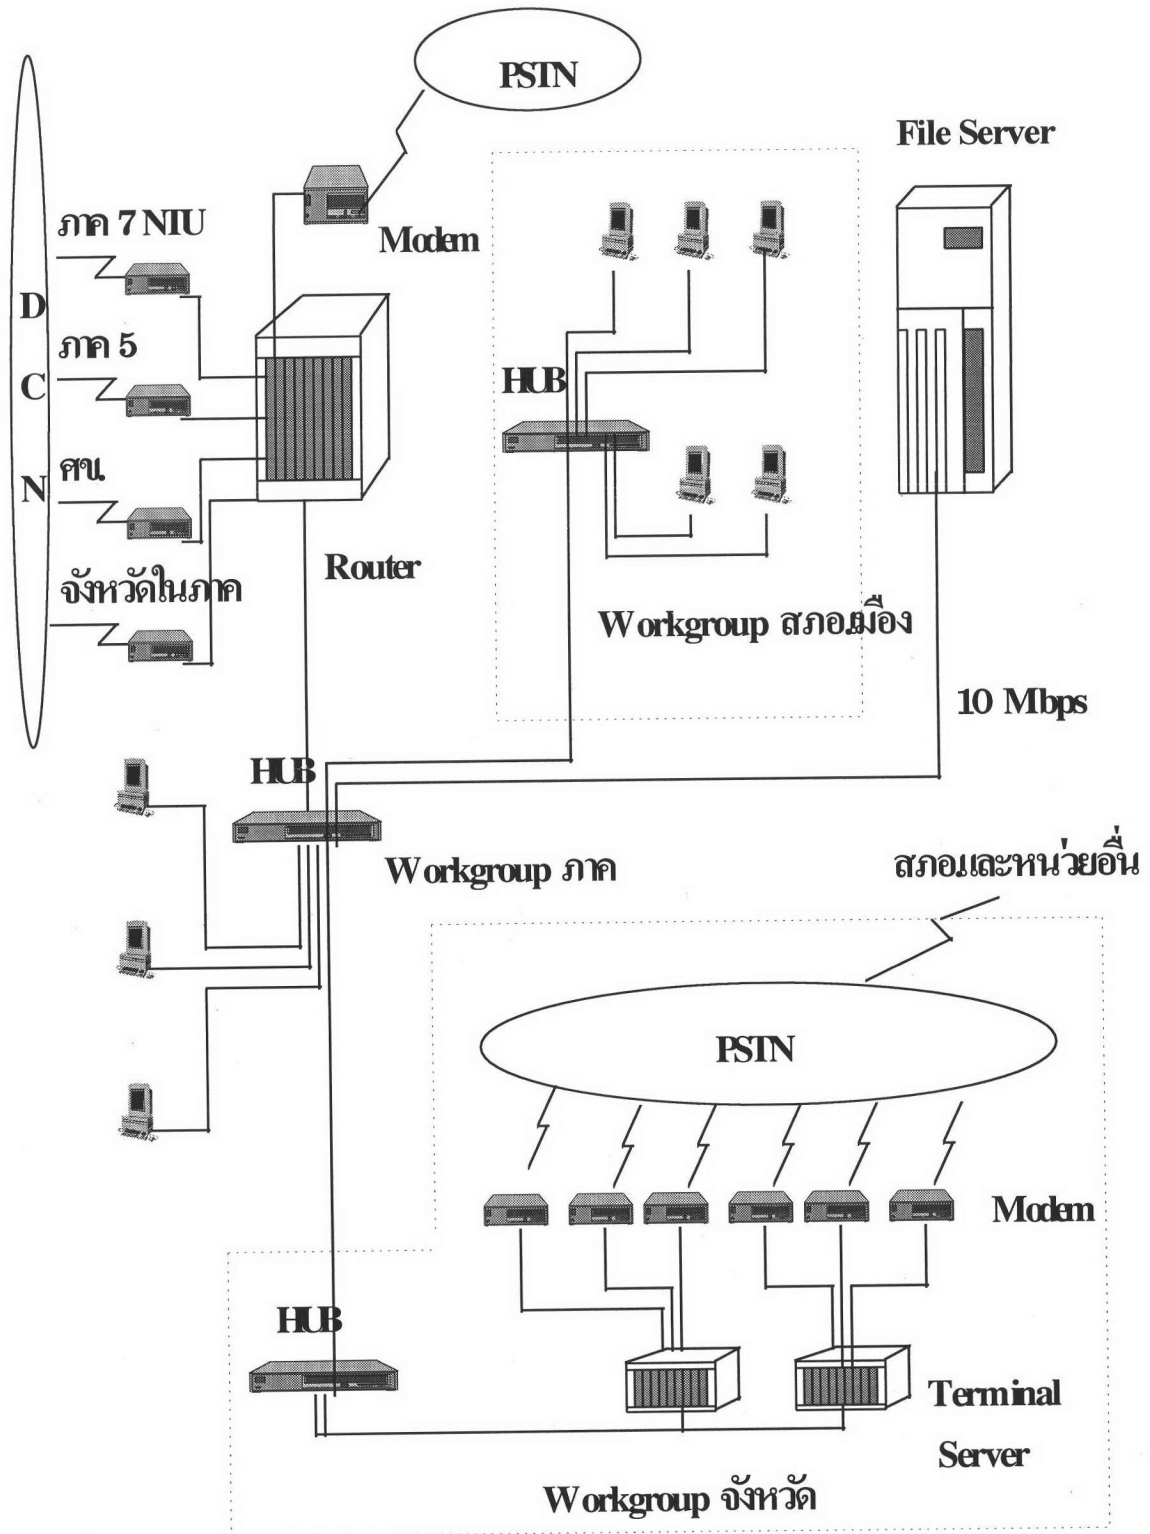 PSTN
File Server
ภาค 7 NTU
Modem
D
ภาค 5
C
HUB
ศข.
N
Router
จังหวัดในภาค
Workgroup สภอ.เมือง
10 Mbps
HUB
Workgroup ภาค
สภอ.และหน่วยอื่น
PSTN
Modem
HUB
Terminal
Server
Workgroup จังหวัด